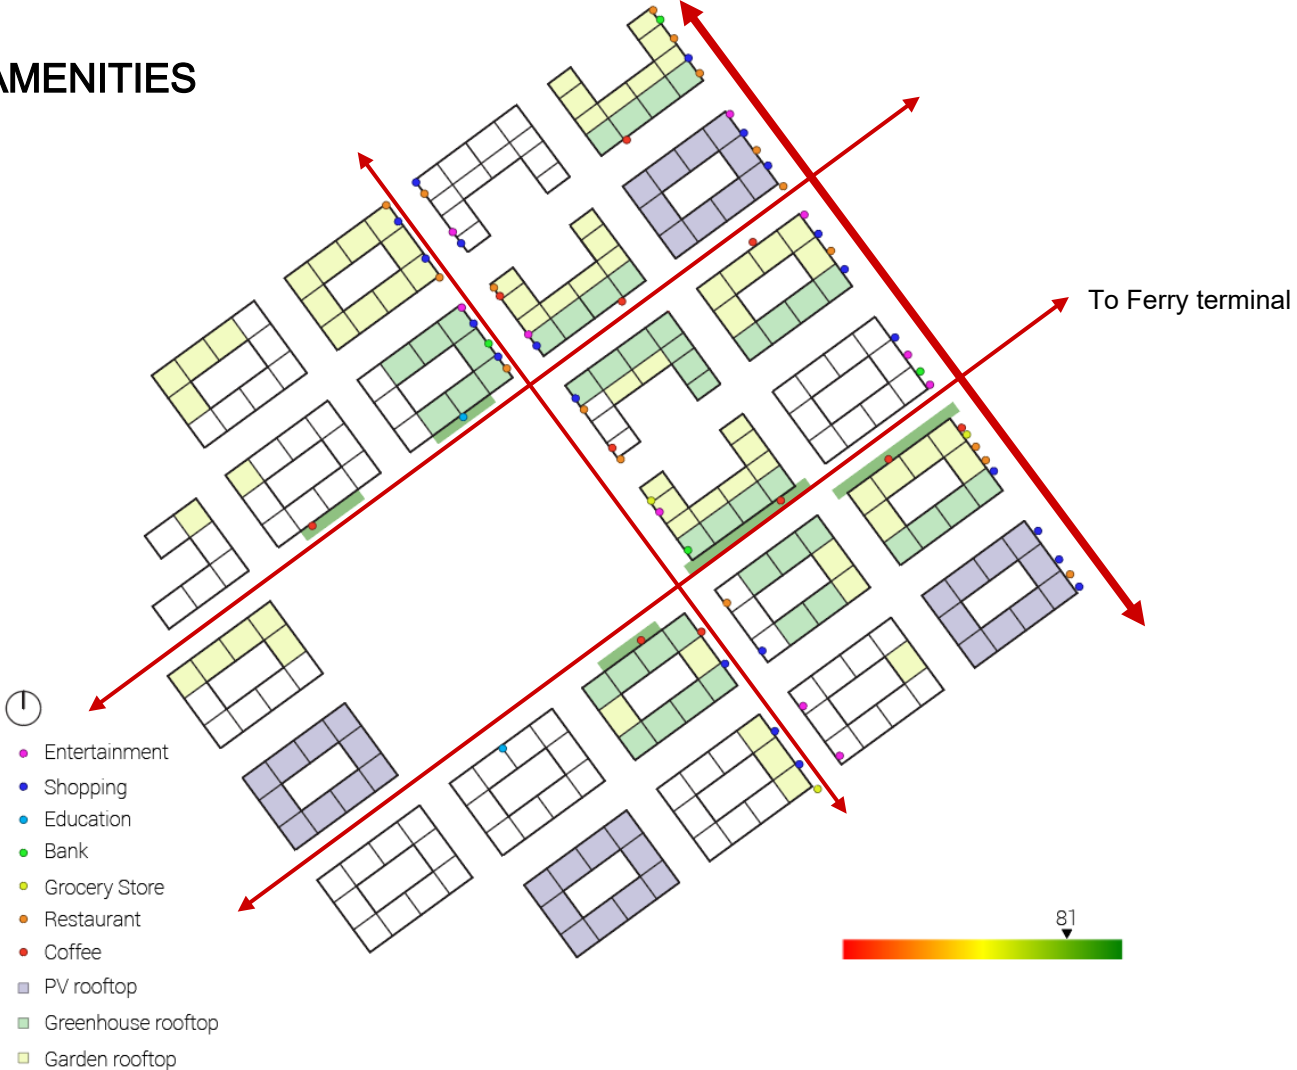 AMENITIES
To Ferry terminal
Entertainment
Shopping
Education
Bank
Grocery Store
Restaurant
Coffee
PV rooftop
Greenhouse rooftop
Garden rooftop
81